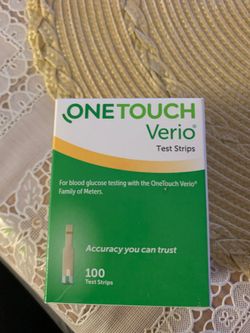 ONETOUCH
Verio®
Test Strips
For blood glucose testing with the OneTouch Verio®
Family of Meters.
Accuracy you can trust
100
Test Strips